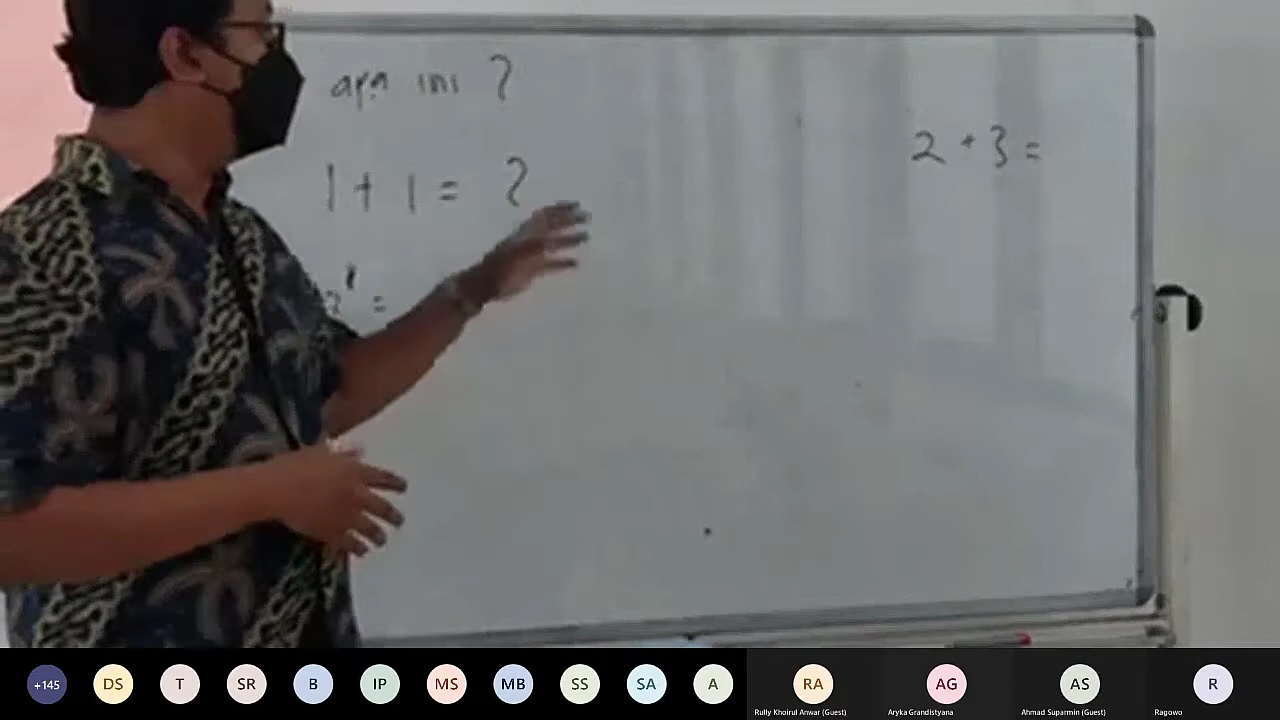 apa ini ?
1 + 1 = ?
2 + 3 =
+145 DS T SR B IP MS MB SS SA A RA AG AS R
Rully Khoirul Anwar (Guest) Aryka Grandistyana Ahmad Suparmin (Guest) Ragowo